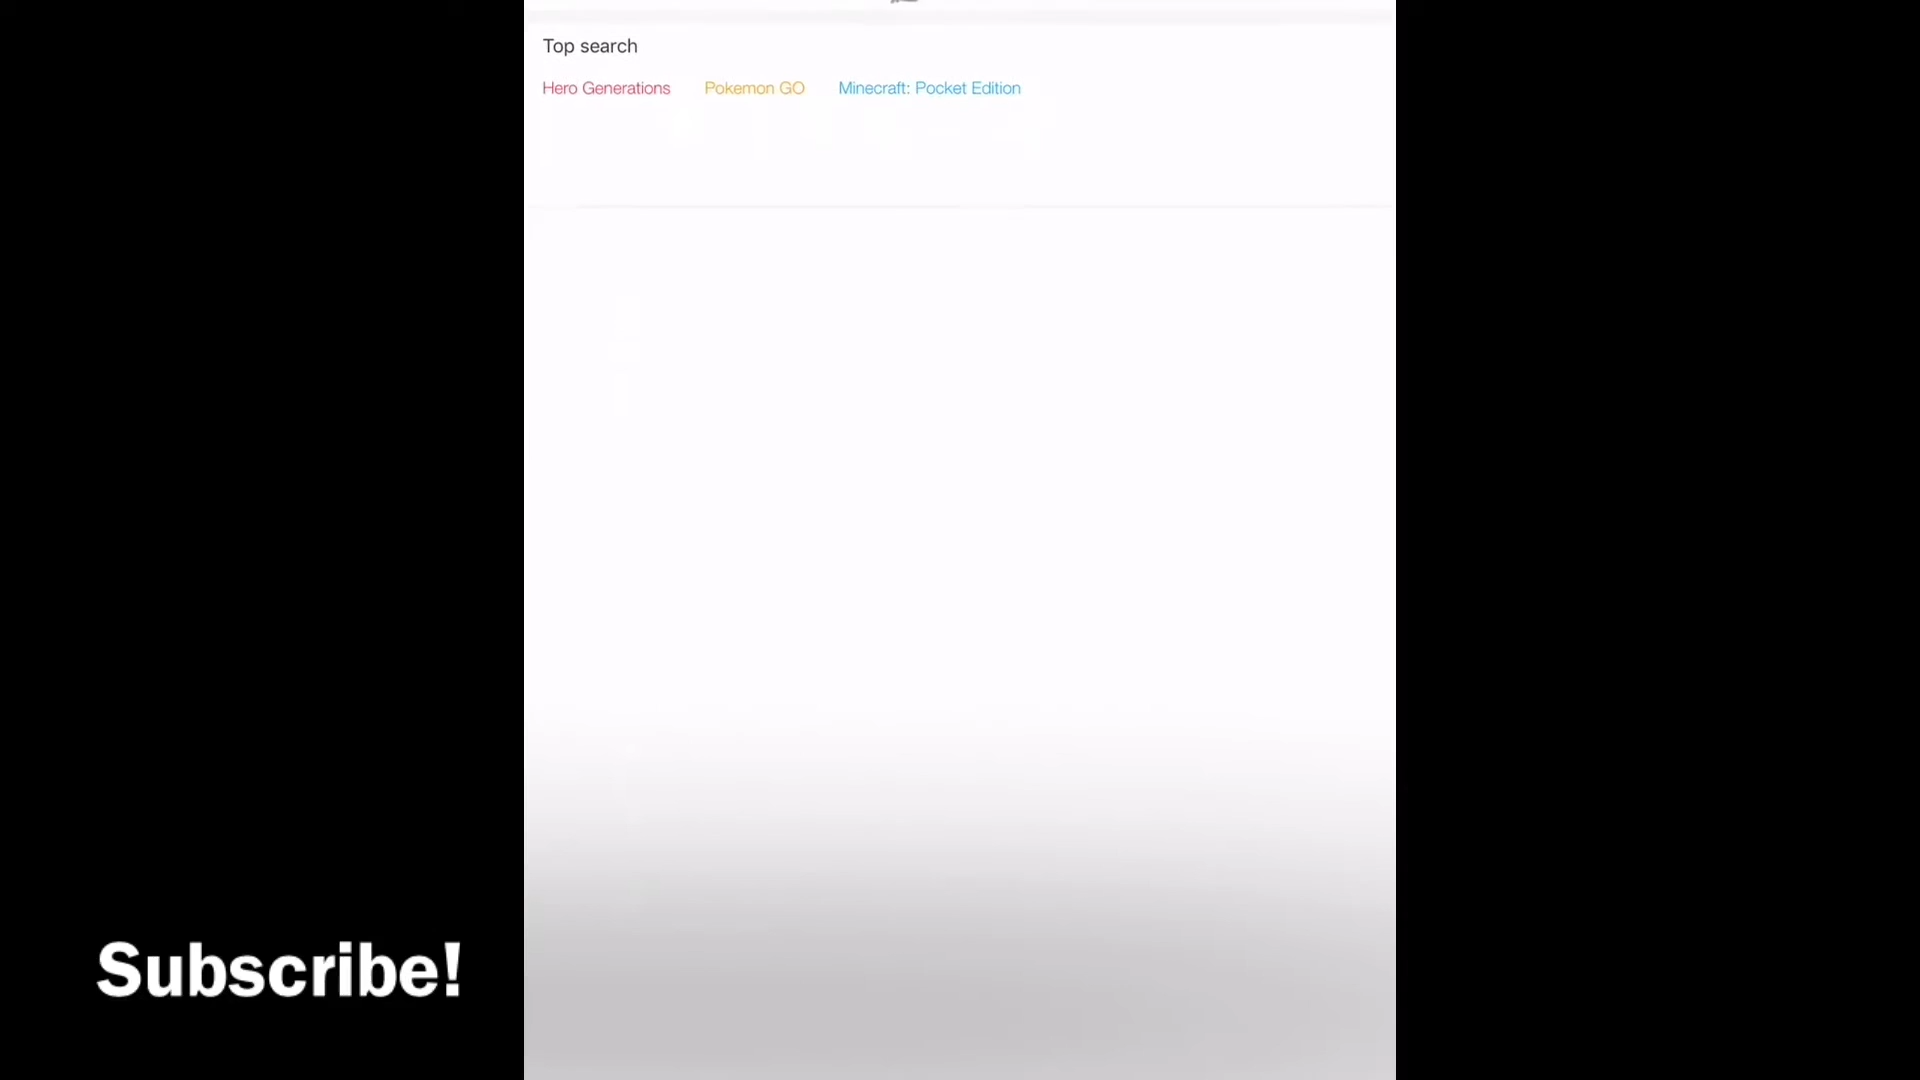 Top search
Hero Generations Pokemon GO Minecraft: Pocket Edition
Subscribe!